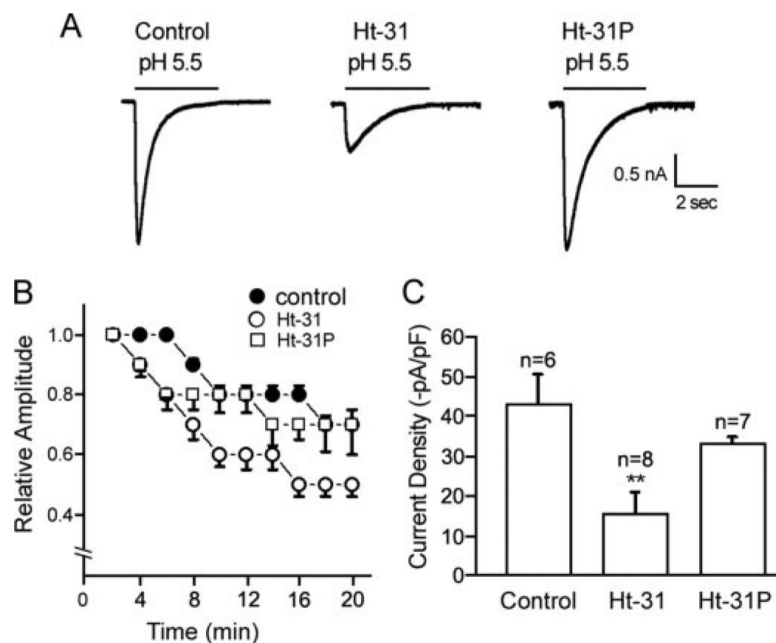 A
Control
Ht-31
Ht-31P
pH 5.5
pH 5.5
pH 5.5
0.5 nA
2 sec
B
control
Ht-31
Ht-31P
Relative Amplitude
1.0
0.8
0.6
0.4
0
4
8
12
16
20
Time (min)
C
Current Density (-pA/pF)
60
50
40
30
20
10
0
n=6
n=8
**
n=7
Control
Ht-31
Ht-31P